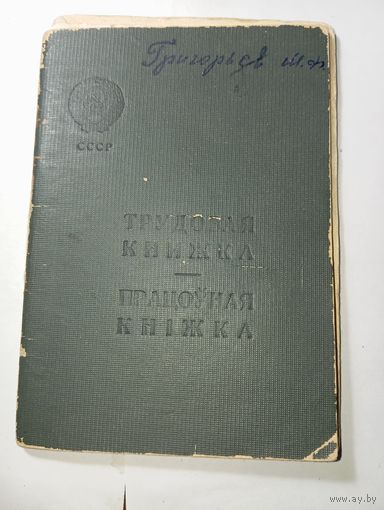 Григорьев М.Ф.
СССР
ТРУДОВАЯ
КНИЖКА
ПРАЦОЎНАЯ
КНІЖКА
www.ay.by